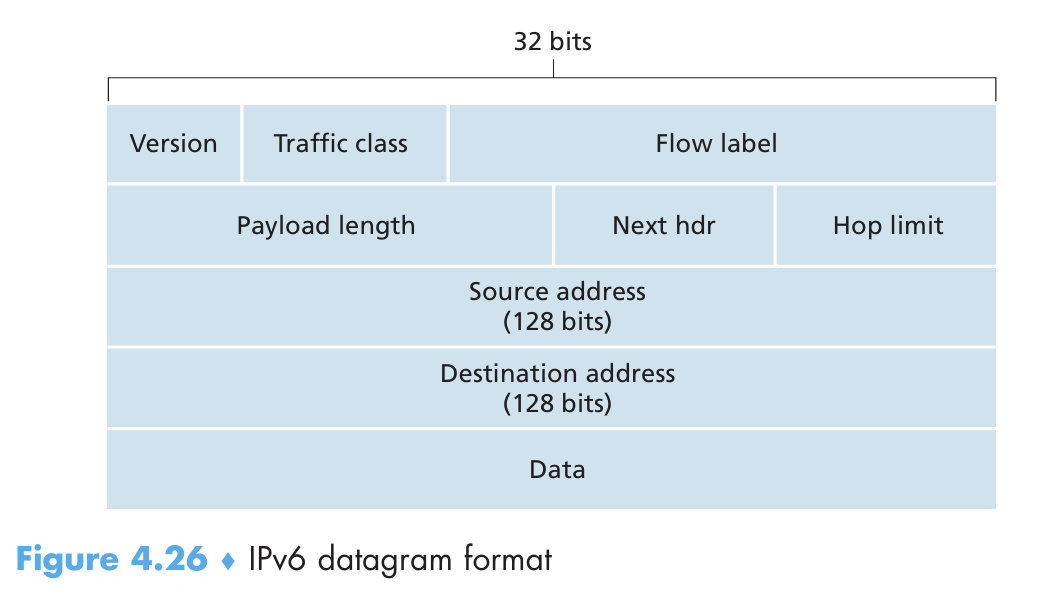 32 bits
Version Traffic class Flow label
Payload length Next hdr Hop limit
Source address
(128 bits)
Destination address
(128 bits)
Data
Figure 4.26 ♦ IPv6 datagram format